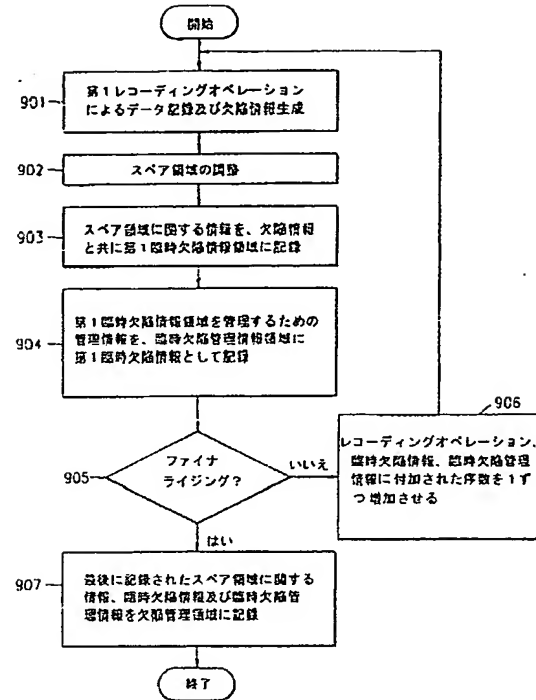 開始
901
第1レコーディングオペレーション
によるデータ記録及び欠陥情報生成
902
スペア領域の調整
903
スペア領域に関する情報を、欠陥情報
と共に第1臨時欠陥情報領域に記録
904
第1臨時欠陥情報領域を管理するための
管理情報を、臨時欠陥管理情報領域に
第1臨時欠陥情報として記録
905
ファイナ
ライジング?
いいえ
906
レコーディングオペレーション、
臨時欠陥情報、臨時欠陥管理
情報に付加された序数を1ず
つ増加させる
はい
907
最後に記録されたスペア領域に関する
情報、臨時欠陥情報及び臨時欠陥管
理情報を欠陥管理領域に記録
終了